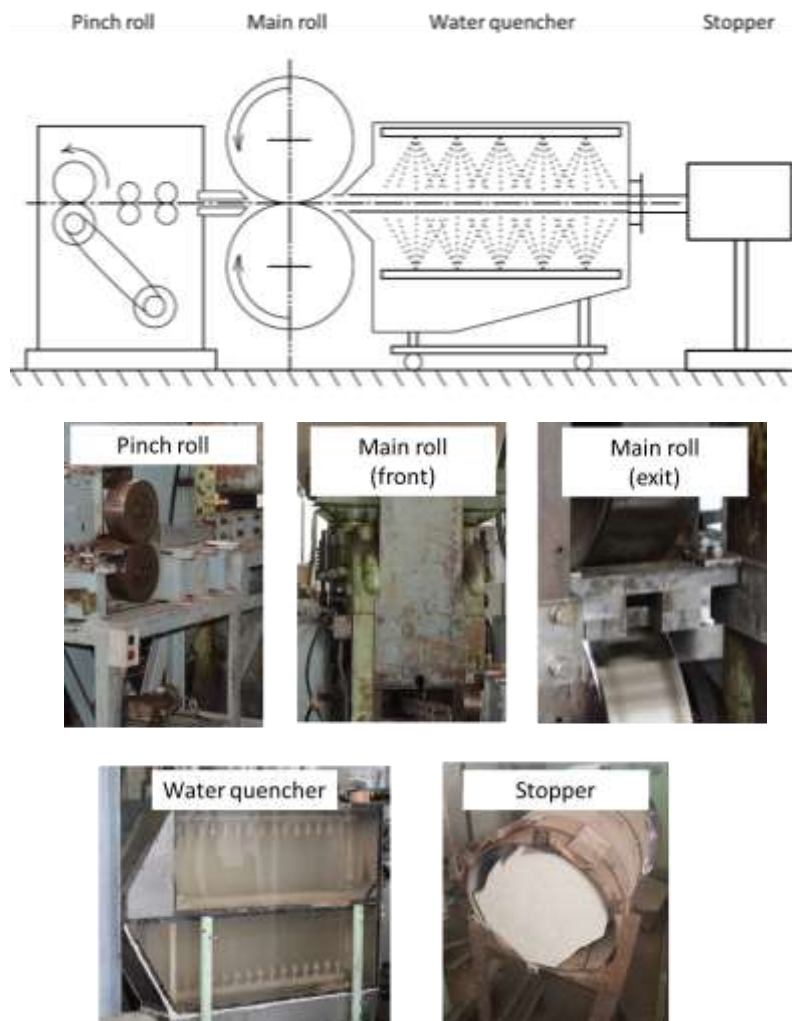 Pinch roll
Main roll
Water quencher
Stopper
Pinch roll
Main roll
(front)
Main roll
(exit)
Water quencher
Stopper